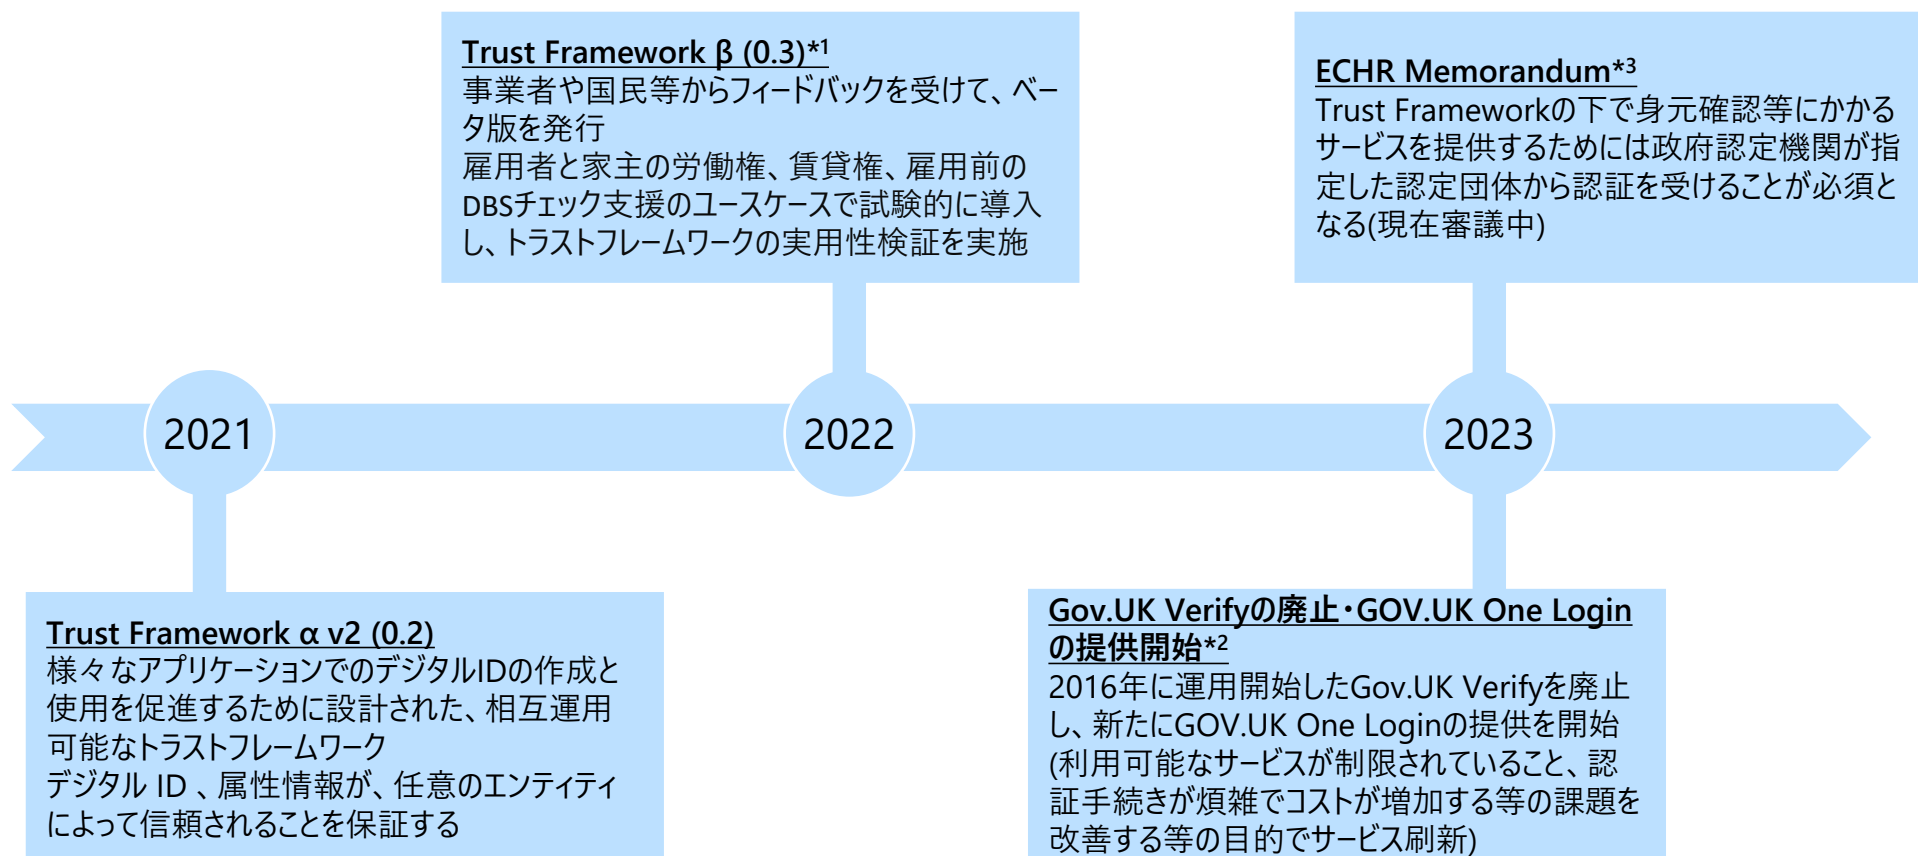 Trust Framework β (0.3)*1
事業者や国民等からフィードバックを受けて、ベー
タ版を発行
雇用者と家主の労働権、賃貸権、雇用前の
DBSチェック支援のユースケースで試験的に導入
し、トラストフレームワークの実用性検証を実施
ECHR Memorandum*3
Trust Frameworkの下で身元確認等にかかる
サービスを提供するためには政府認定機関が指
定した認定団体から認証を受けることが必須と
なる(現在審議中)
2021
2022
2023
Trust Framework α v2 (0.2)
様々なアプリケーションでのデジタルIDの作成と
使用を促進するために設計された、相互運用
可能なトラストフレームワーク
デジタル ID 、属性情報が、任意のエンティティ
によって信頼されることを保証する
Gov.UK Verifyの廃止・GOV.UK One Login
の提供開始*2
2016年に運用開始したGov.UK Verifyを廃止
し、新たにGOV.UK One Loginの提供を開始
(利用可能なサービスが制限されていること、認
証手続きが煩雑でコストが増加する等の課題を
改善する等の目的でサービス刷新)